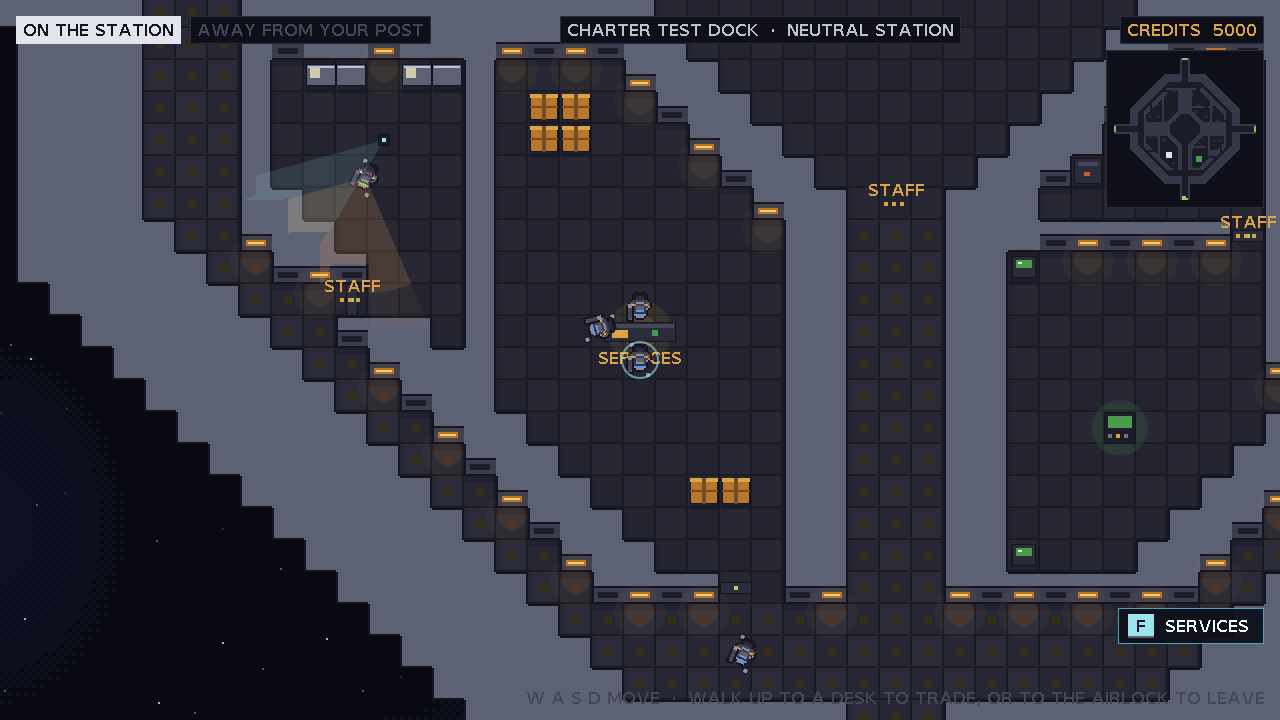 ON THE STATION
AWAY FROM YOUR POST
CHARTER TEST DOCK · NEUTRAL STATION
CREDITS 5000
STAFF
STAFF
STAFF
SERVICES
F SERVICES
W A S D MOVE · WALK UP TO A DESK TO TRADE, OR TO THE AIRLOCK TO LEAVE